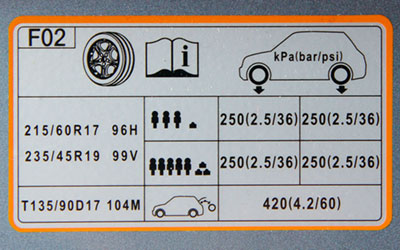 F02
i
kPa(bar/psi)
215/60R17 96H
250(2.5/36) 250(2.5/36)
235/45R19 99V
250(2.5/36) 250(2.5/36)
T135/90D17 104M
420(4.2/60)